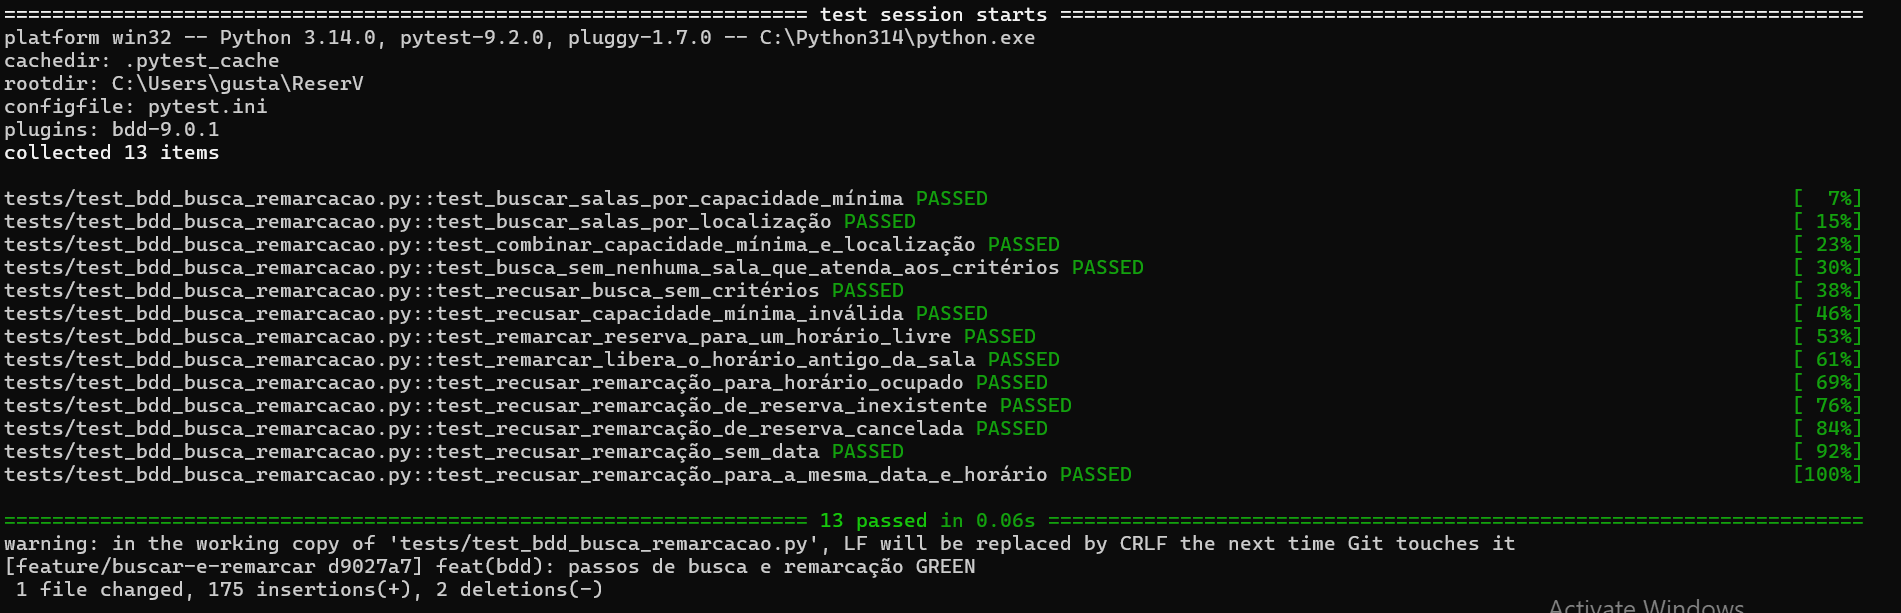 =================================================================== test session starts ===================================================================
platform win32 -- Python 3.14.0, pytest-9.2.0, pluggy-1.7.0 -- C:\Python314\python.exe
cachedir: .pytest_cache
rootdir: C:\Users\gusta\ReserV
configfile: pytest.ini
plugins: bdd-9.0.1
collected 13 items
tests/test_bdd_busca_remarcacao.py::test_buscar_salas_por_capacidade_mínima PASSED [  7%]
tests/test_bdd_busca_remarcacao.py::test_buscar_salas_por_localização PASSED [ 15%]
tests/test_bdd_busca_remarcacao.py::test_combinar_capacidade_mínima_e_localização PASSED [ 23%]
tests/test_bdd_busca_remarcacao.py::test_busca_sem_nenhuma_sala_que_atenda_aos_critérios PASSED [ 30%]
tests/test_bdd_busca_remarcacao.py::test_recusar_busca_sem_critérios PASSED [ 38%]
tests/test_bdd_busca_remarcacao.py::test_recusar_capacidade_mínima_inválida PASSED [ 46%]
tests/test_bdd_busca_remarcacao.py::test_remarcar_reserva_para_um_horário_livre PASSED [ 53%]
tests/test_bdd_busca_remarcacao.py::test_remarcar_libera_o_horário_antigo_da_sala PASSED [ 61%]
tests/test_bdd_busca_remarcacao.py::test_recusar_remarcação_para_horário_ocupado PASSED [ 69%]
tests/test_bdd_busca_remarcacao.py::test_recusar_remarcação_de_reserva_inexistente PASSED [ 76%]
tests/test_bdd_busca_remarcacao.py::test_recusar_remarcação_de_reserva_cancelada PASSED [ 84%]
tests/test_bdd_busca_remarcacao.py::test_recusar_remarcação_sem_data PASSED [ 92%]
tests/test_bdd_busca_remarcacao.py::test_recusar_remarcação_para_a_mesma_data_e_horário PASSED [100%]
=================================================================== 13 passed in 0.06s ====================================================================
warning: in the working copy of 'tests/test_bdd_busca_remarcacao.py', LF will be replaced by CRLF the next time Git touches it
[feature/buscar-e-remarcar d9027a7] feat(bdd): passos de busca e remarcação GREEN
 1 file changed, 175 insertions(+), 2 deletions(-)
Activate Windows